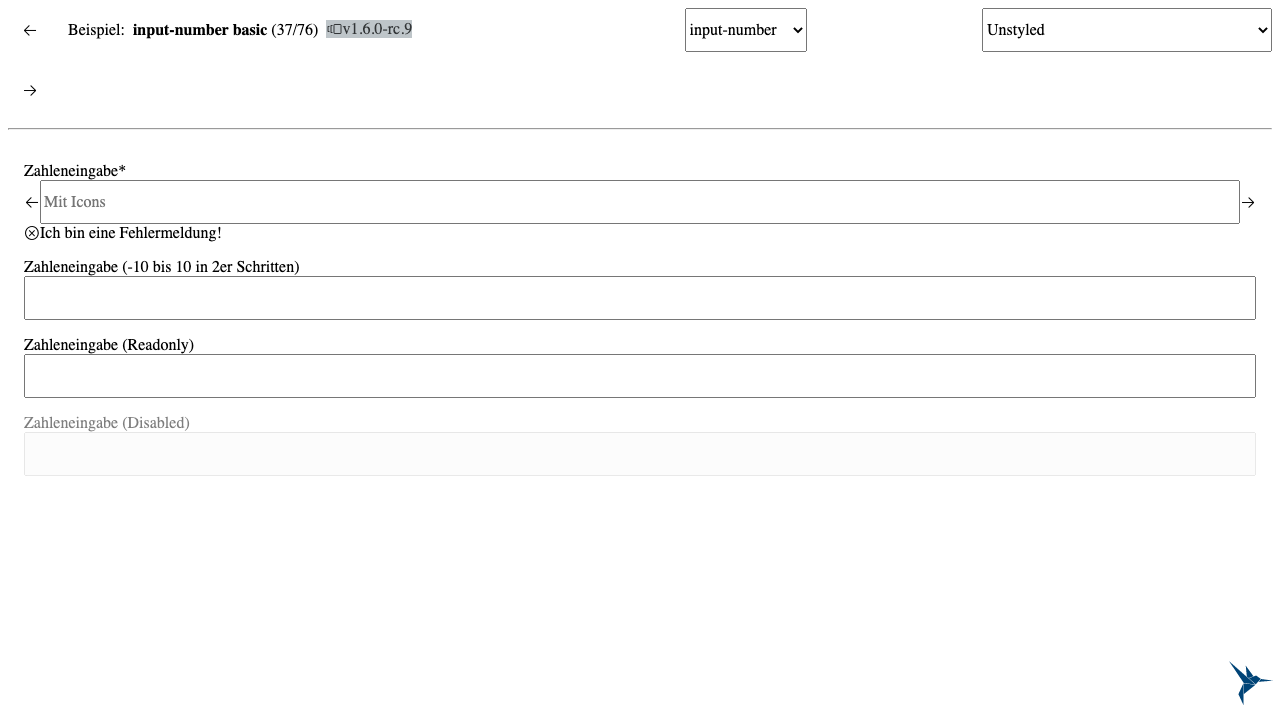 Beispiel: input-number basic (37/76) v1.6.0-rc.9
input-number
Unstyled
Zahleneingabe*
Mit Icons
Ich bin eine Fehlermeldung!
Zahleneingabe (-10 bis 10 in 2er Schritten)
Zahleneingabe (Readonly)
Zahleneingabe (Disabled)